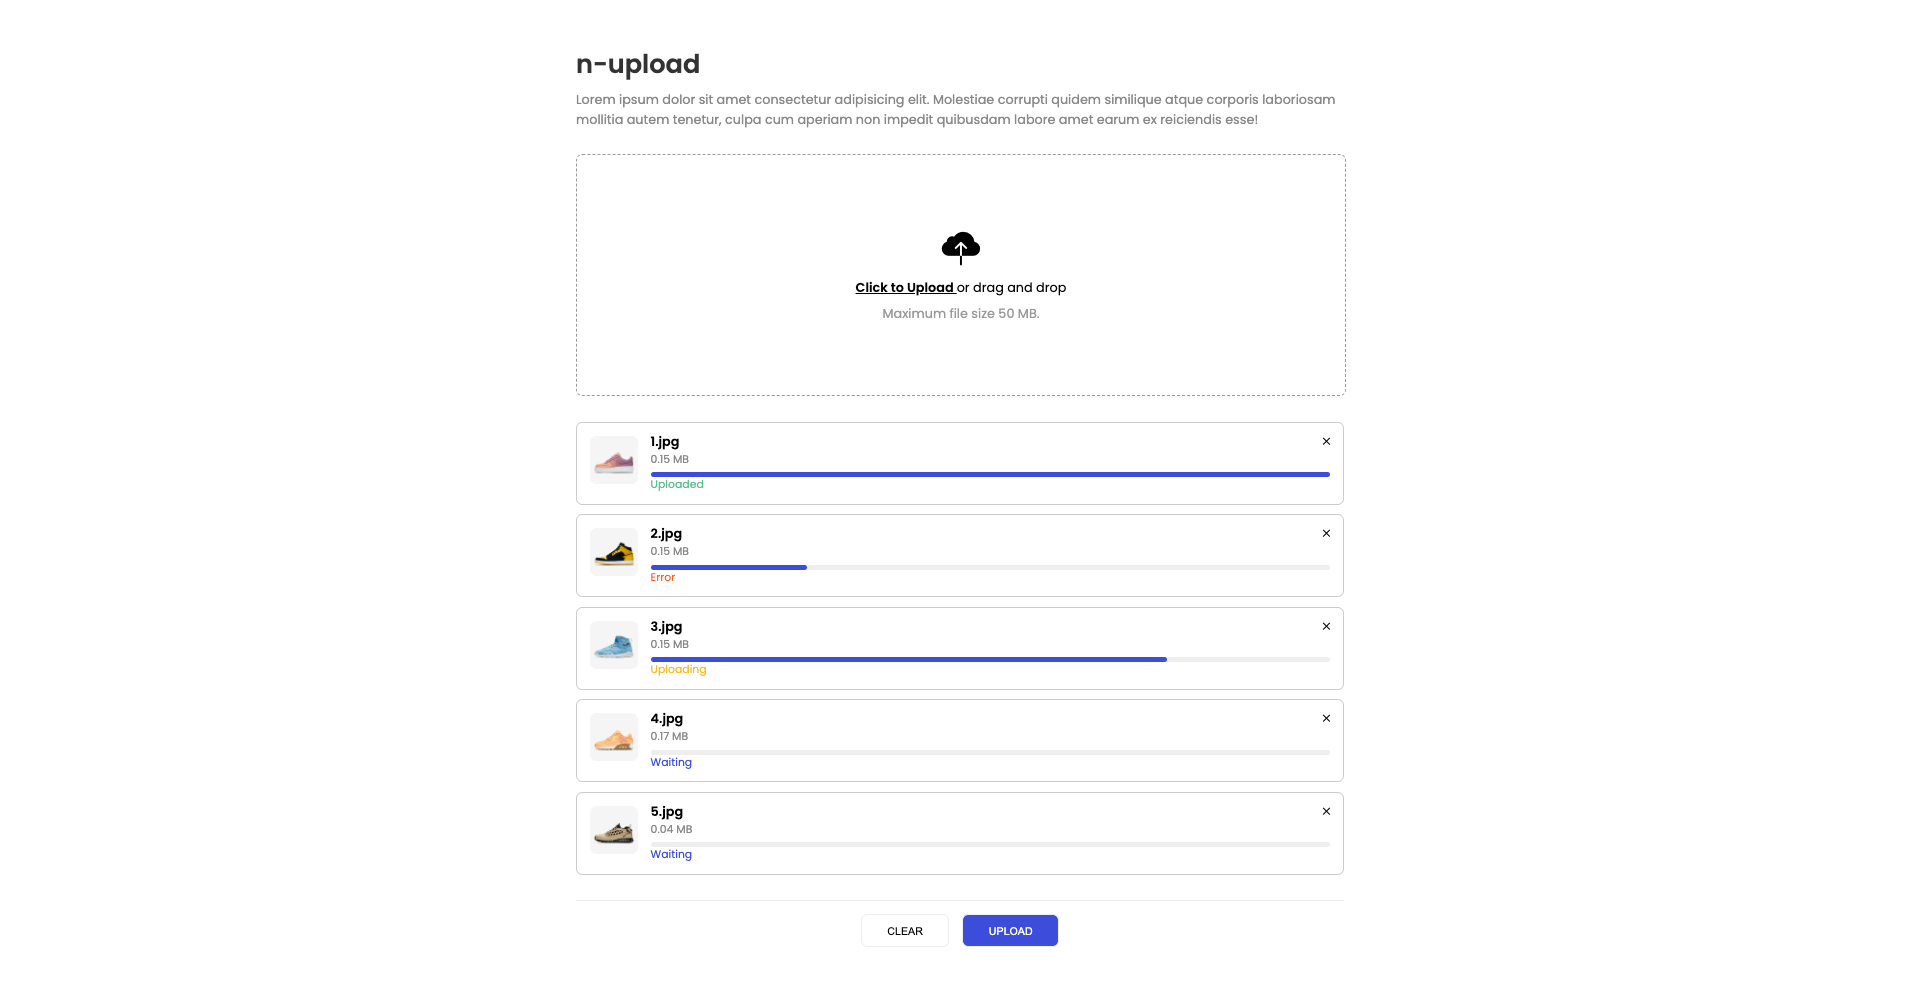 n-upload
Lorem ipsum dolor sit amet consectetur adipisicing elit. Molestiae corrupti quidem similique atque corporis laboriosam
mollitia autem tenetur, culpa cum aperiam non impedit quibusdam labore amet earum ex reiciendis esse!
Click to Upload or drag and drop
Maximum file size 50 MB.
1.jpg
0.15 MB
Uploaded
2.jpg
0.15 MB
Error
3.jpg
0.15 MB
Uploading
4.jpg
0.17 MB
Waiting
5.jpg
0.04 MB
Waiting
CLEAR UPLOAD